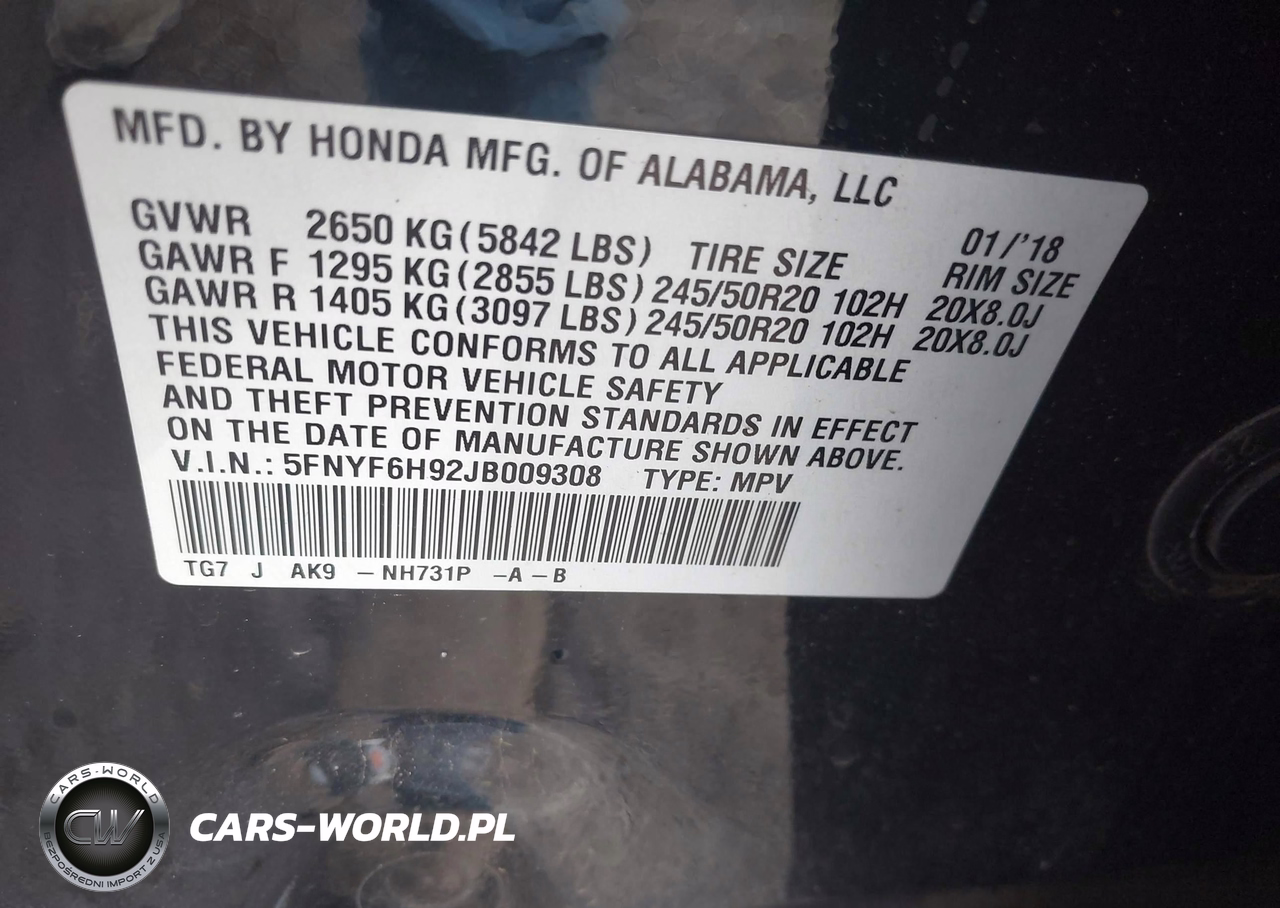 MFD. BY HONDA MFG. OF ALABAMA, LLC
01/'18
GVWR 2650 KG (5842 LBS) TIRE SIZE RIM SIZE
GAWR F 1295 KG (2855 LBS) 245/50R20 102H 20X8.0J
GAWR R 1405 KG (3097 LBS) 245/50R20 102H 20X8.0J
THIS VEHICLE CONFORMS TO ALL APPLICABLE
FEDERAL MOTOR VEHICLE SAFETY
AND THEFT PREVENTION STANDARDS IN EFFECT
ON THE DATE OF MANUFACTURE SHOWN ABOVE.
V.I.N.: 5FNYF6H92JB009308 TYPE: MPV
TG7 J AK9 -NH731P -A-B
CARS-WORLD
CW
BEZPOŚREDNI IMPORT Z USA
CARS-WORLD.PL